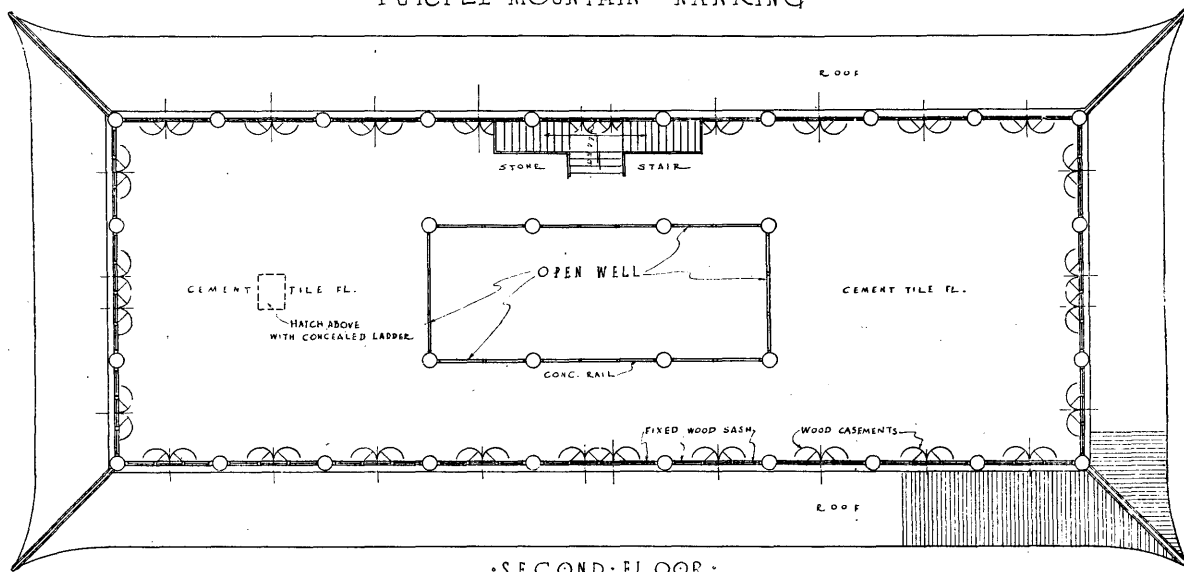 PURPLE MOUNTAIN NANKING
ROOF
STONE STAIR
OPEN WELL
CEMENT TILE FL.
CEMENT TILE FL.
HATCH ABOVE
WITH CONCEALED LADDER
CONC. RAIL
FIXED WOOD SASH
WOOD CASEMENTS
ROOF
·SECOND·FLOOR·